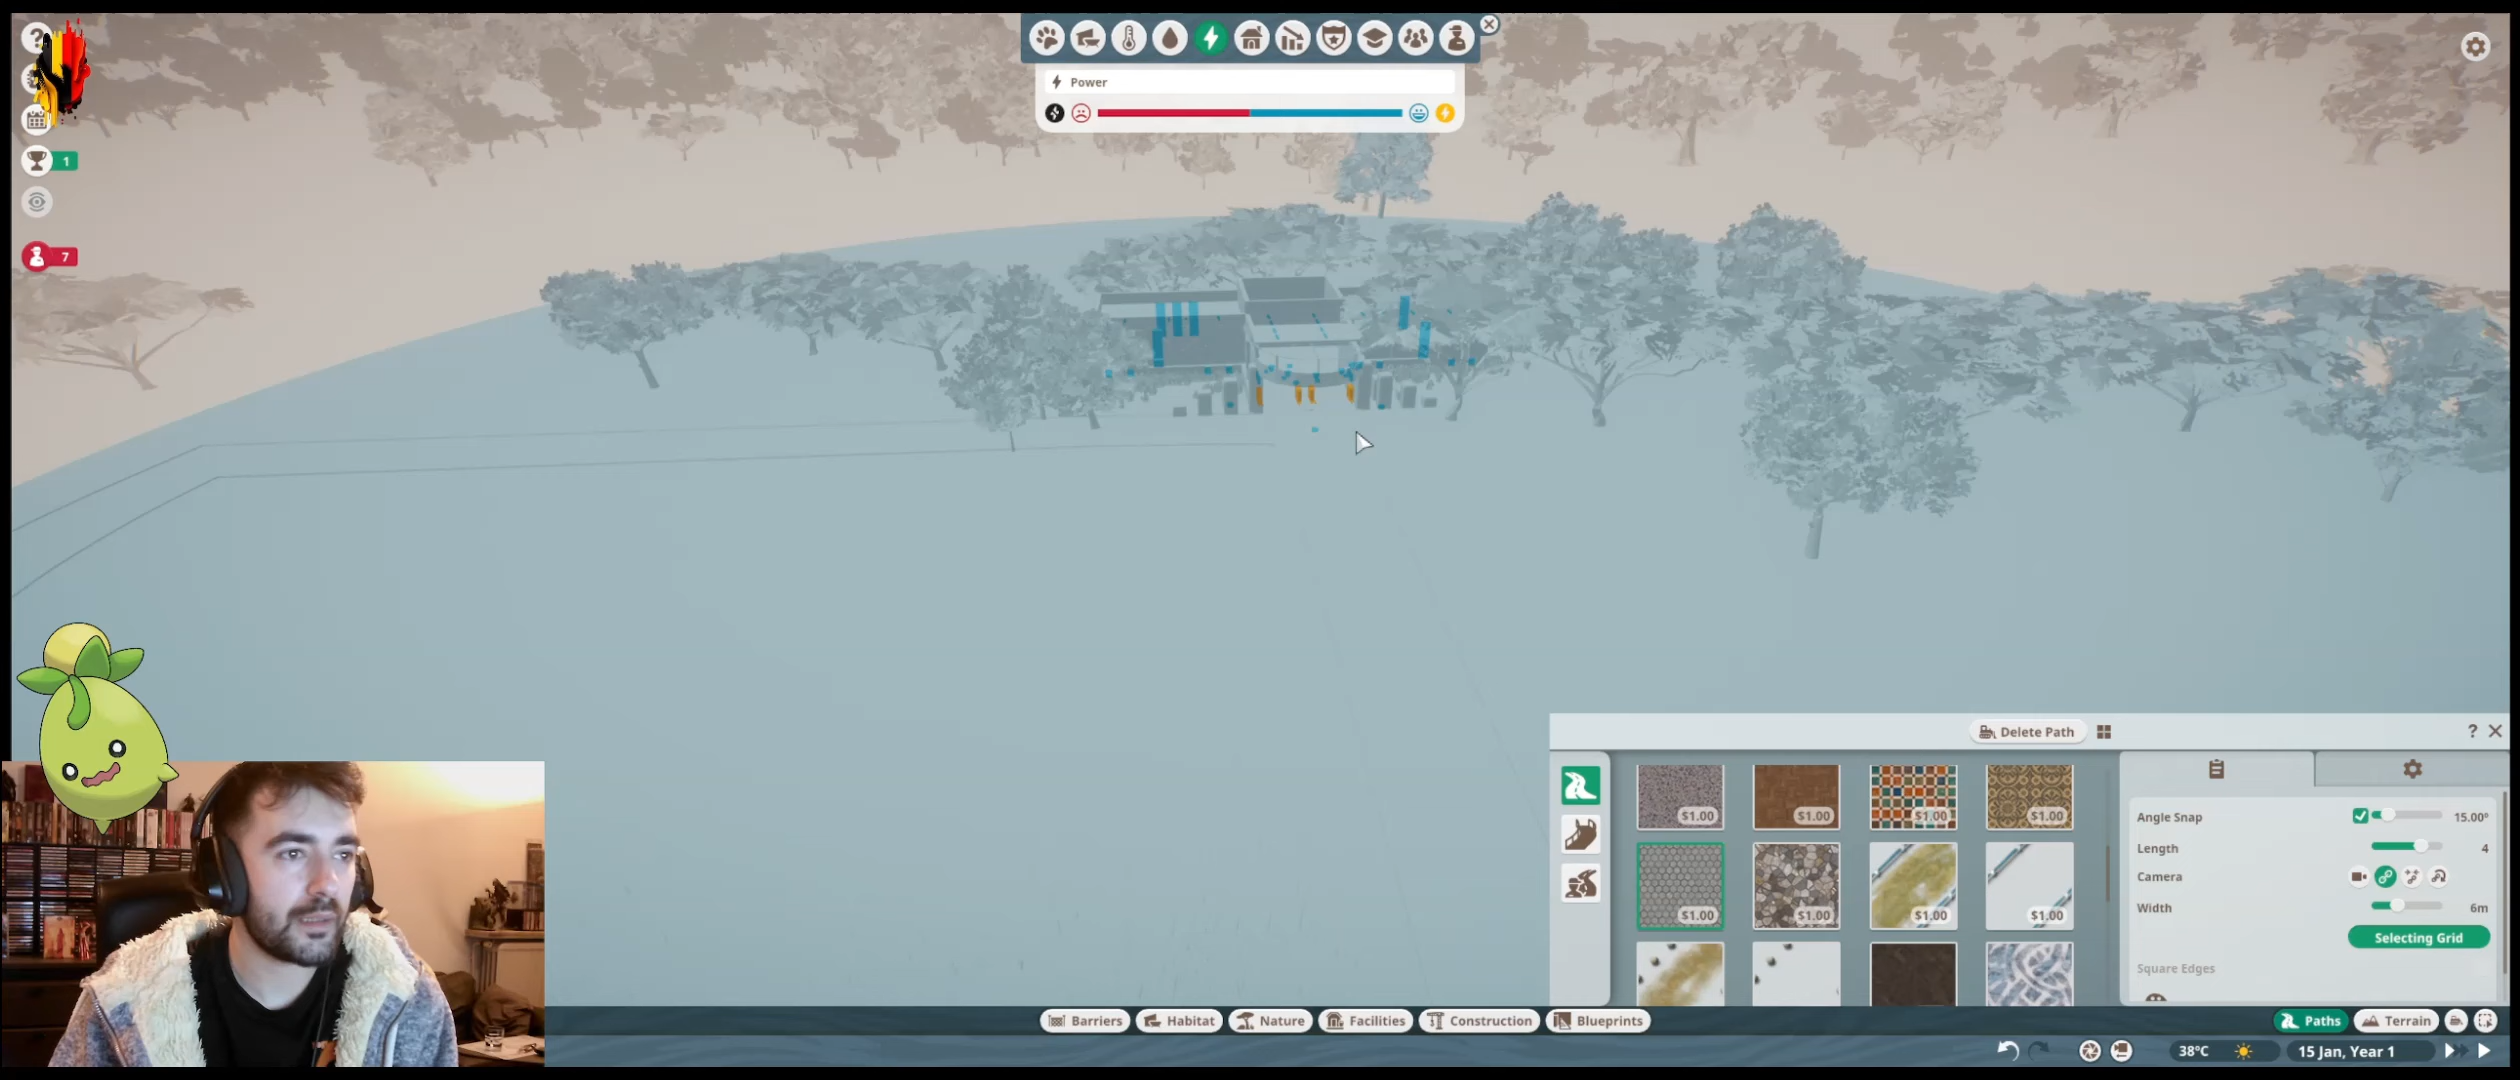 ?
Power
1
7
Delete Path
?
$1.00 $1.00 $1.00 $1.00
$1.00 $1.00 $1.00 $1.00
Angle Snap 15.00°
Length 4
Camera
Width 6m
Selecting Grid
Square Edges
Barriers Habitat Nature Facilities Construction Blueprints
Paths Terrain
38°C 15 Jan, Year 1